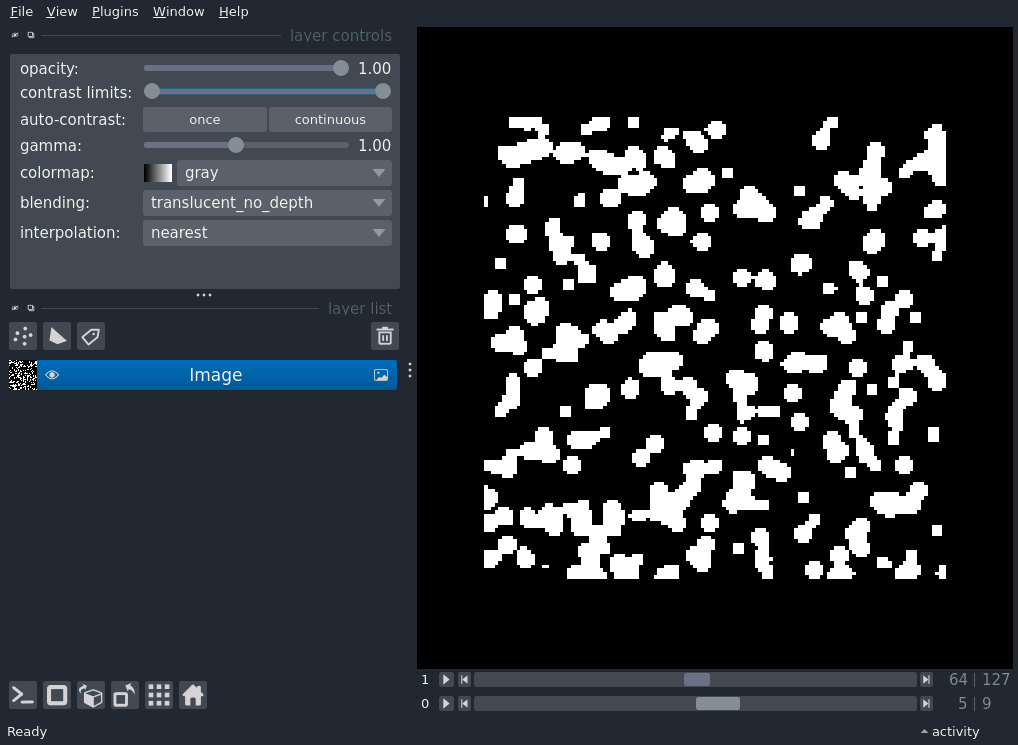 File View Plugins Window Help
layer controls
opacity: 1.00
contrast limits:
auto-contrast: once continuous
gamma: 1.00
colormap: gray
blending: translucent_no_depth
interpolation: nearest
layer list
Image
1 64 | 127
0 5 | 9
Ready activity